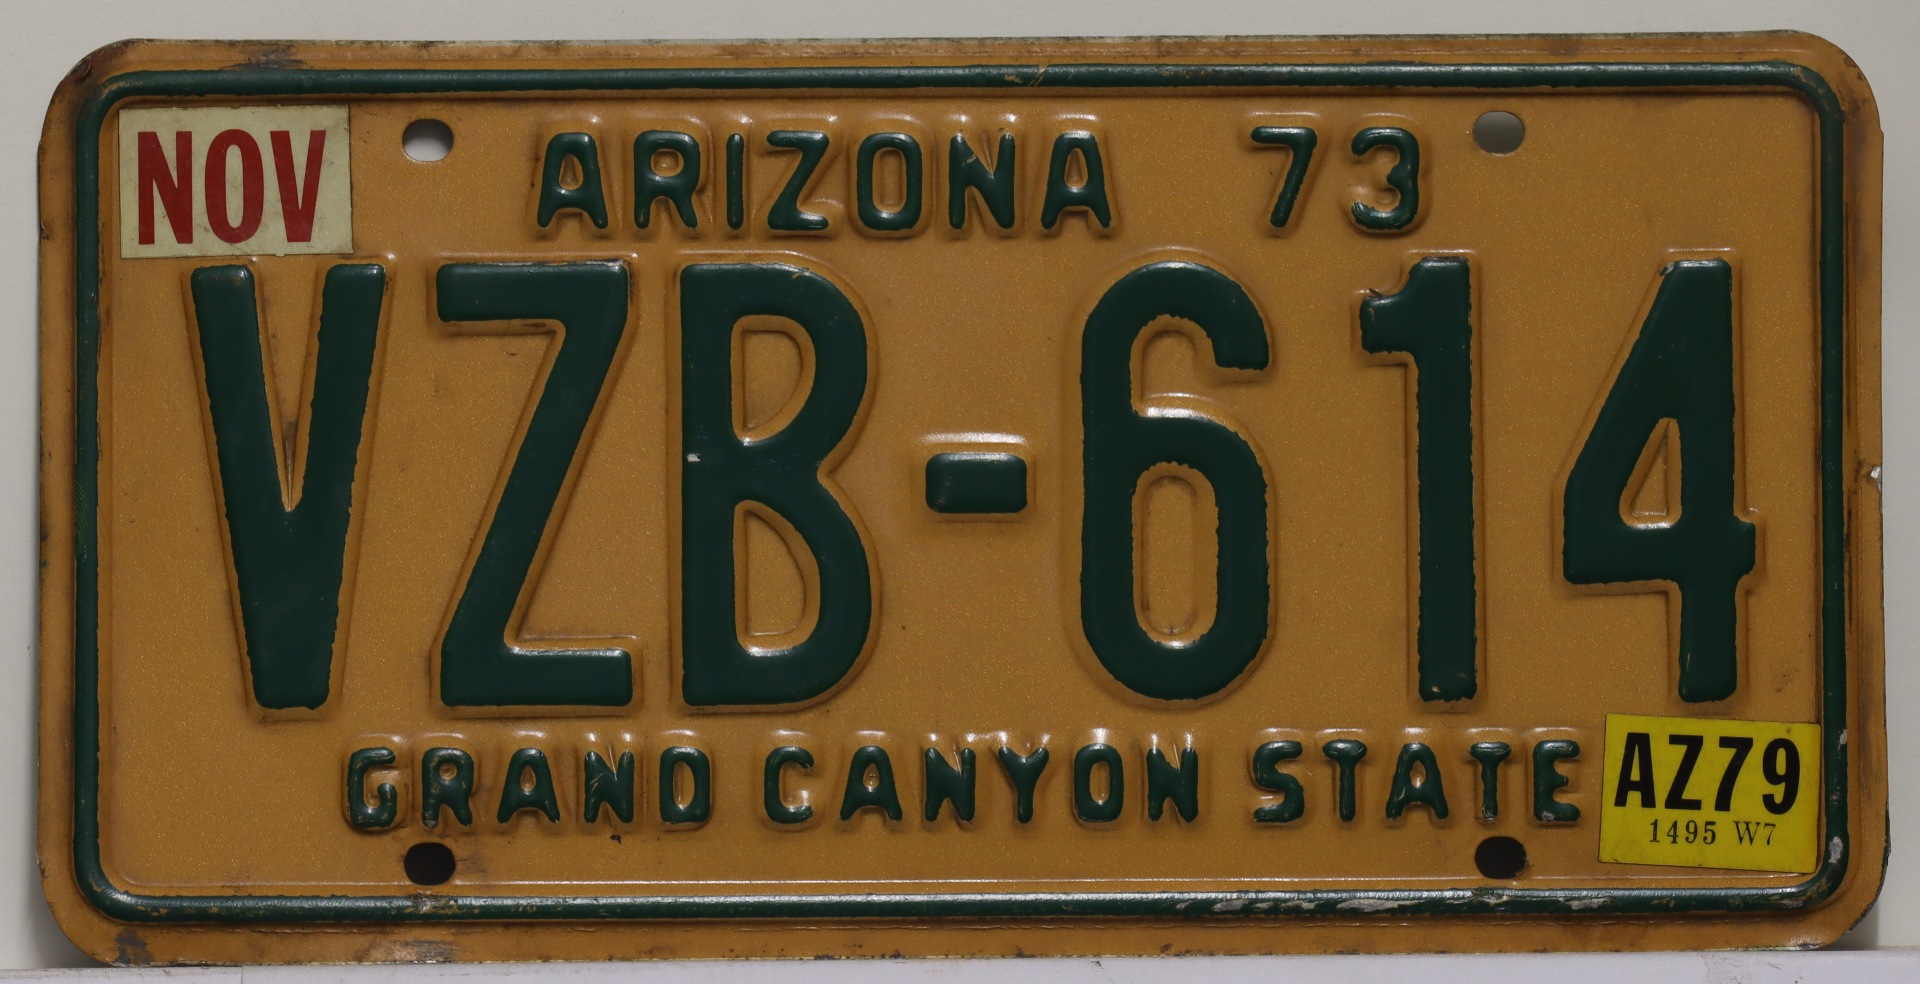 NOV
ARIZONA 73
VZB-614
GRAND CANYON STATE
AZ79
1495 W7